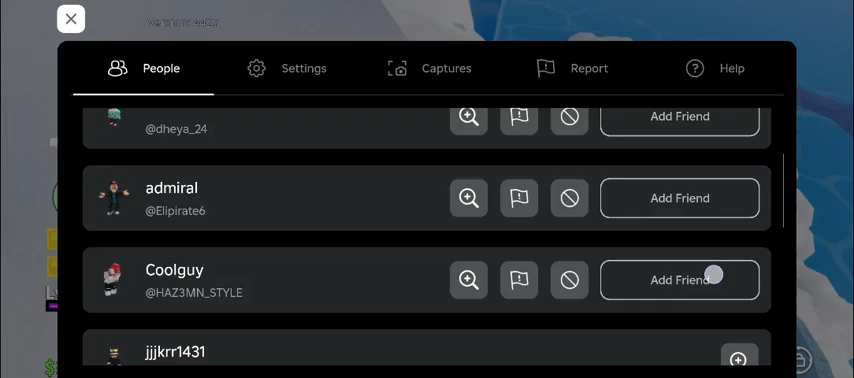 People
Settings
Captures
Report
Help
@dheya_24
Add Friend
admiral
@Elipirate6
Add Friend
Coolguy
@HAZ3MN_STYLE
Add Friend
jjjkrr1431